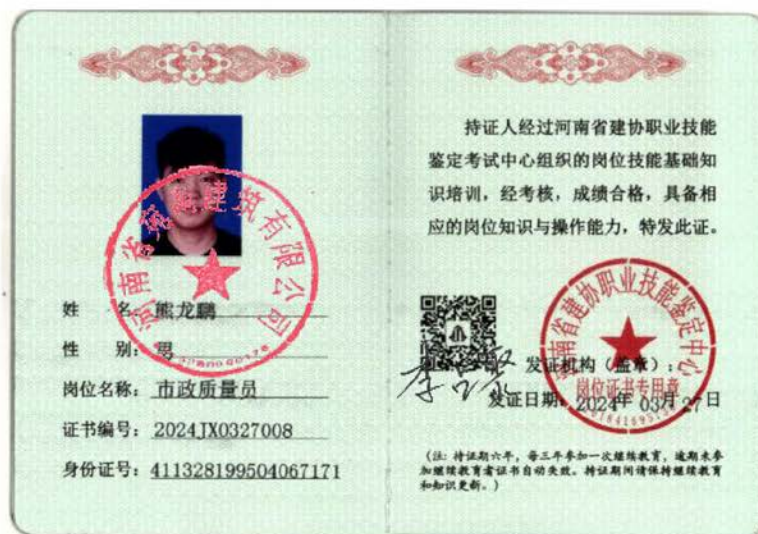 姓 名：熊龙鹏
性 别：男
岗位名称：市政质量员
证书编号：2024JX0327008
身份证号：411328199504067171
持证人经过河南省建协职业技能
鉴定考试中心组织的岗位技能基础知
识培训，经考核，成绩合格，具备相
应的岗位知识与操作能力，特发此证。
河南省建协职业技能鉴定中心
岗位证书专用章
发证机构（盖章）：
发证日期：2024年 03月 27日
（注: 持证期六年，每三年参加一次继续教育，逾期未参
加继续教育者证书自动失效。持证期间请保持继续教育
和知识更新。）